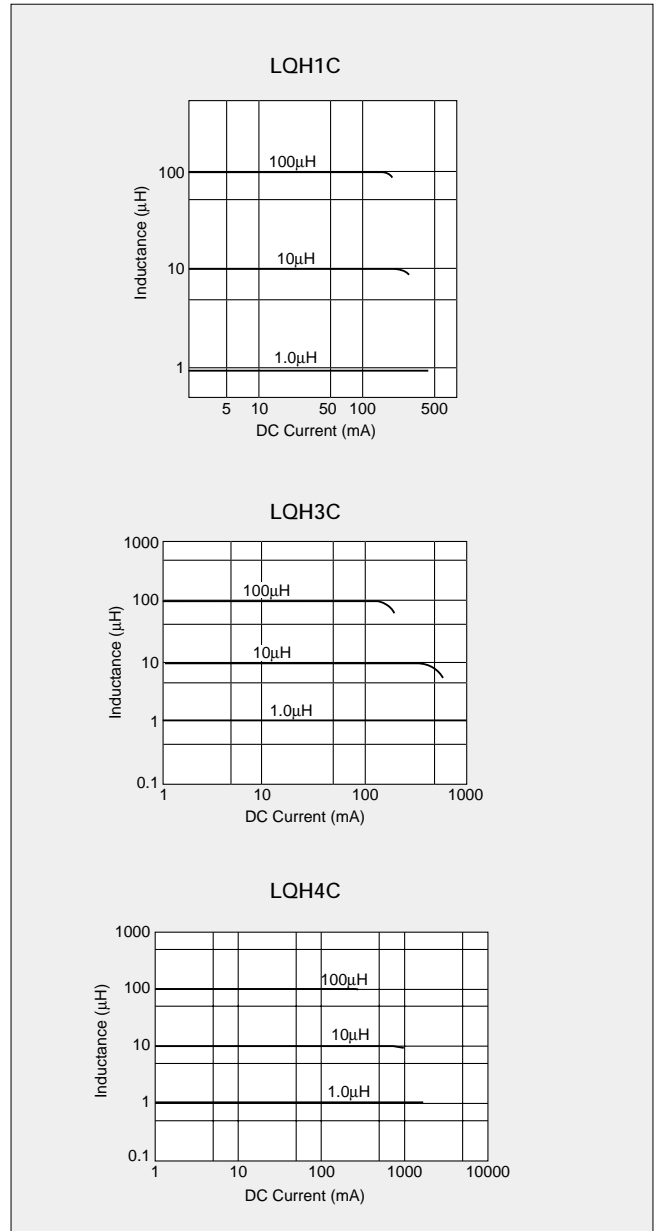 LQH1C
100
10
1
Inductance (μH)
100μH
10μH
1.0μH
5 10 50 100 500
DC Current (mA)
LQH3C
1000
100
10
1
0.1
Inductance (μH)
100μH
10μH
1.0μH
1 10 100 1000
DC Current (mA)
LQH4C
1000
100
10
1
0.1
Inductance (μH)
100μH
10μH
1.0μH
1 10 100 1000 10000
DC Current (mA)